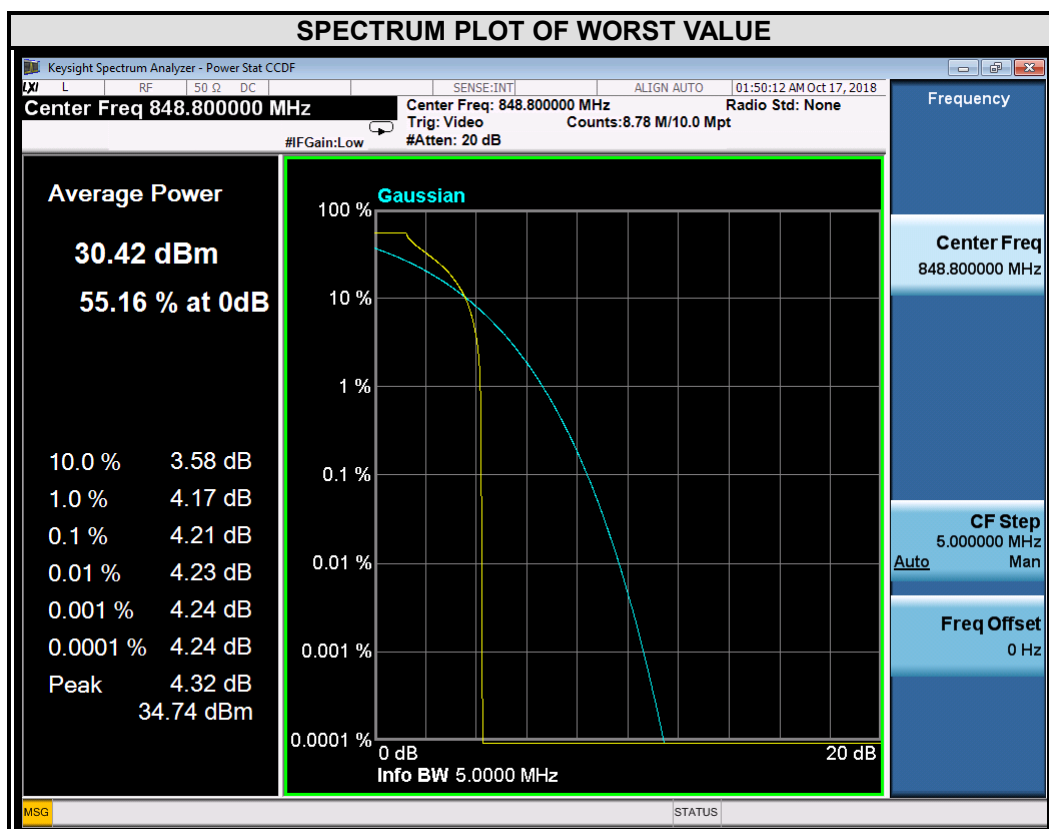 SPECTRUM PLOT OF WORST VALUE
Keysight Spectrum Analyzer - Power Stat CCDF
LXI L RF 50 Ω DC SENSE:INT ALIGN AUTO 01:50:12 AM Oct 17, 2018
Center Freq 848.800000 MHz
#IFGain:Low
Center Freq: 848.800000 MHz Radio Std: None
Trig: Video Counts:8.78 M/10.0 Mpt
#Atten: 20 dB
Average Power
30.42 dBm
55.16 % at 0dB
10.0 % 3.58 dB
1.0 % 4.17 dB
0.1 % 4.21 dB
0.01 % 4.23 dB
0.001 % 4.24 dB
0.0001 % 4.24 dB
Peak 4.32 dB
34.74 dBm
Gaussian
100 %
10 %
1 %
0.1 %
0.01 %
0.001 %
0.0001 %
0 dB 20 dB
Info BW 5.0000 MHz
Frequency
Center Freq
848.800000 MHz
CF Step
5.000000 MHz
Auto Man
Freq Offset
0 Hz
MSG STATUS